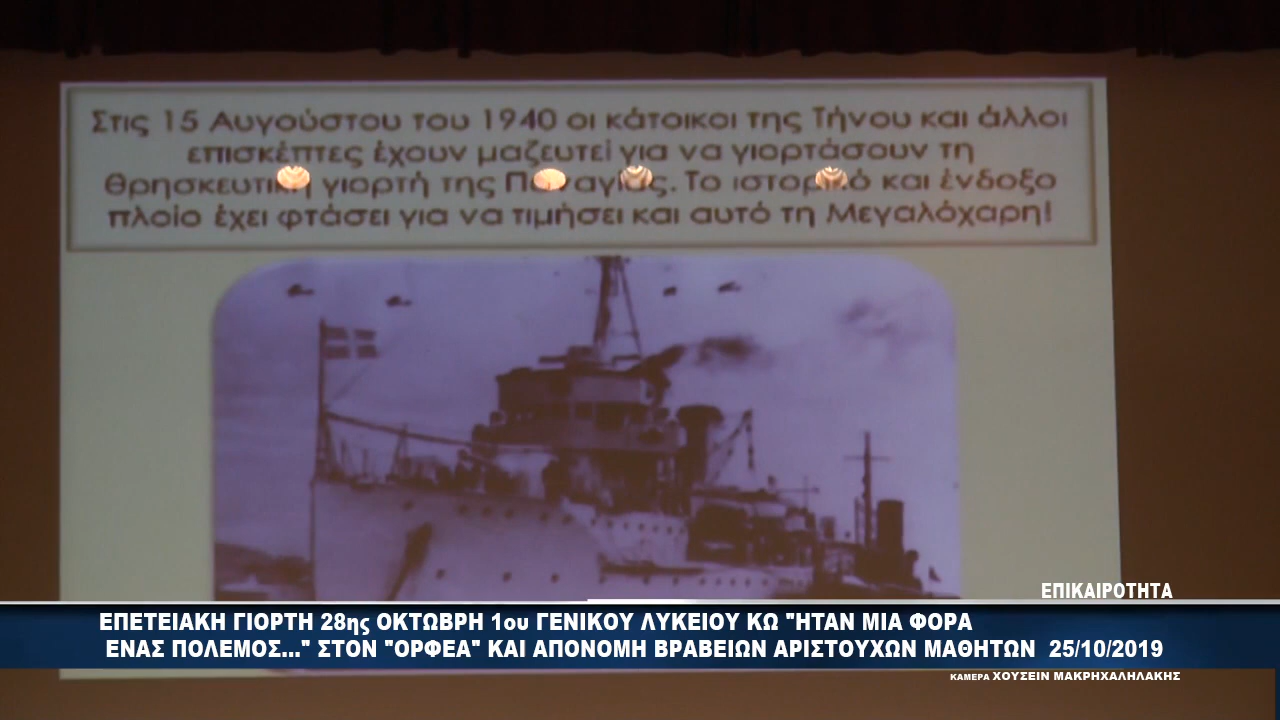 Στις 15 Αυγούστου του 1940 οι κάτοικοι της Τήνου και άλλοι
επισκέπτες έχουν μαζευτεί για να γιορτάσουν τη
θρησκευτική γιορτή της Παναγίας. Το ιστορικό και ένδοξο
πλοίο έχει φτάσει για να τιμήσει και αυτό τη Μεγαλόχαρη!
ΕΠΙΚΑΙΡΟΤΗΤΑ
ΕΠΕΤΕΙΑΚΗ ΓΙΟΡΤΗ 28ης ΟΚΤΩΒΡΗ 1ου ΓΕΝΙΚΟΥ ΛΥΚΕΙΟΥ ΚΩ "ΗΤΑΝ ΜΙΑ ΦΟΡΑ
ΕΝΑΣ ΠΟΛΕΜΟΣ..." ΣΤΟΝ "ΟΡΦΕΑ" ΚΑΙ ΑΠΟΝΟΜΗ ΒΡΑΒΕΙΩΝ ΑΡΙΣΤΟΥΧΩΝ ΜΑΘΗΤΩΝ 25/10/2019
ΚΑΜΕΡΑ ΧΟΥΣΕΙΝ ΜΑΚΡΗΧΑΛΗΛΑΚΗΣ